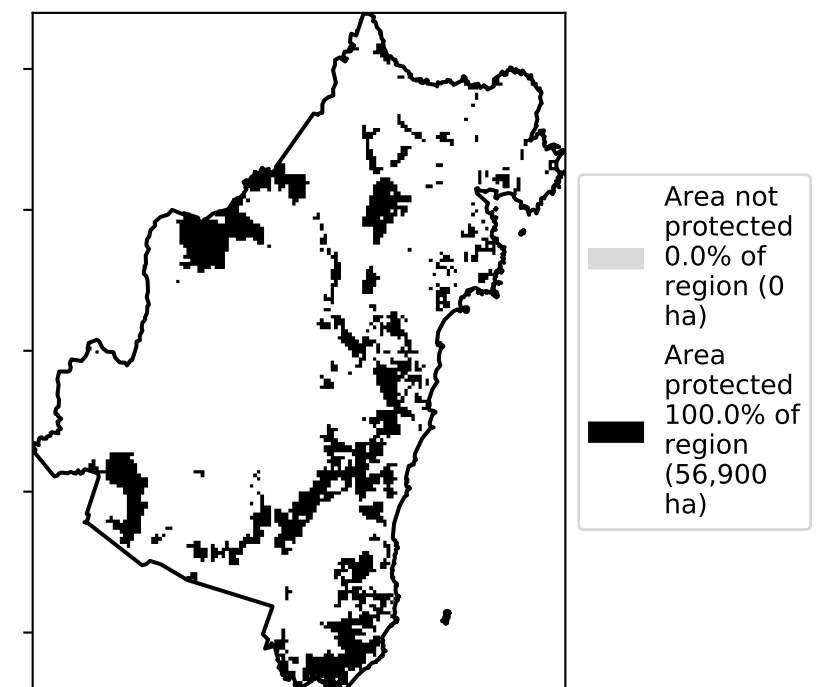 Area not
protected
0.0% of
region (0
ha)
Area
protected
100.0% of
region
(56,900
ha)